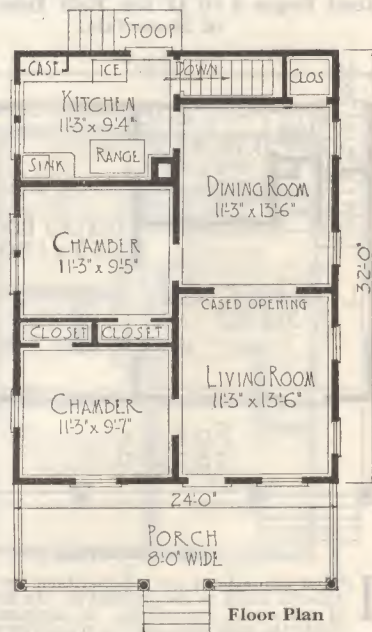 STOOP
CASE
ICE
DOWN
CLOS
KITCHEN
11'-3" x 9'-4"
SINK
RANGE
DINING ROOM
11'-3" x 13'-6"
CHAMBER
11'-3" x 9'-5"
32'-0"
CASED OPENING
CLOSET
CLOSET
LIVING ROOM
11'-3" x 13'-6"
CHAMBER
11'-3" x 9'-7"
24'-0"
PORCH
8'-0" WIDE
Floor Plan